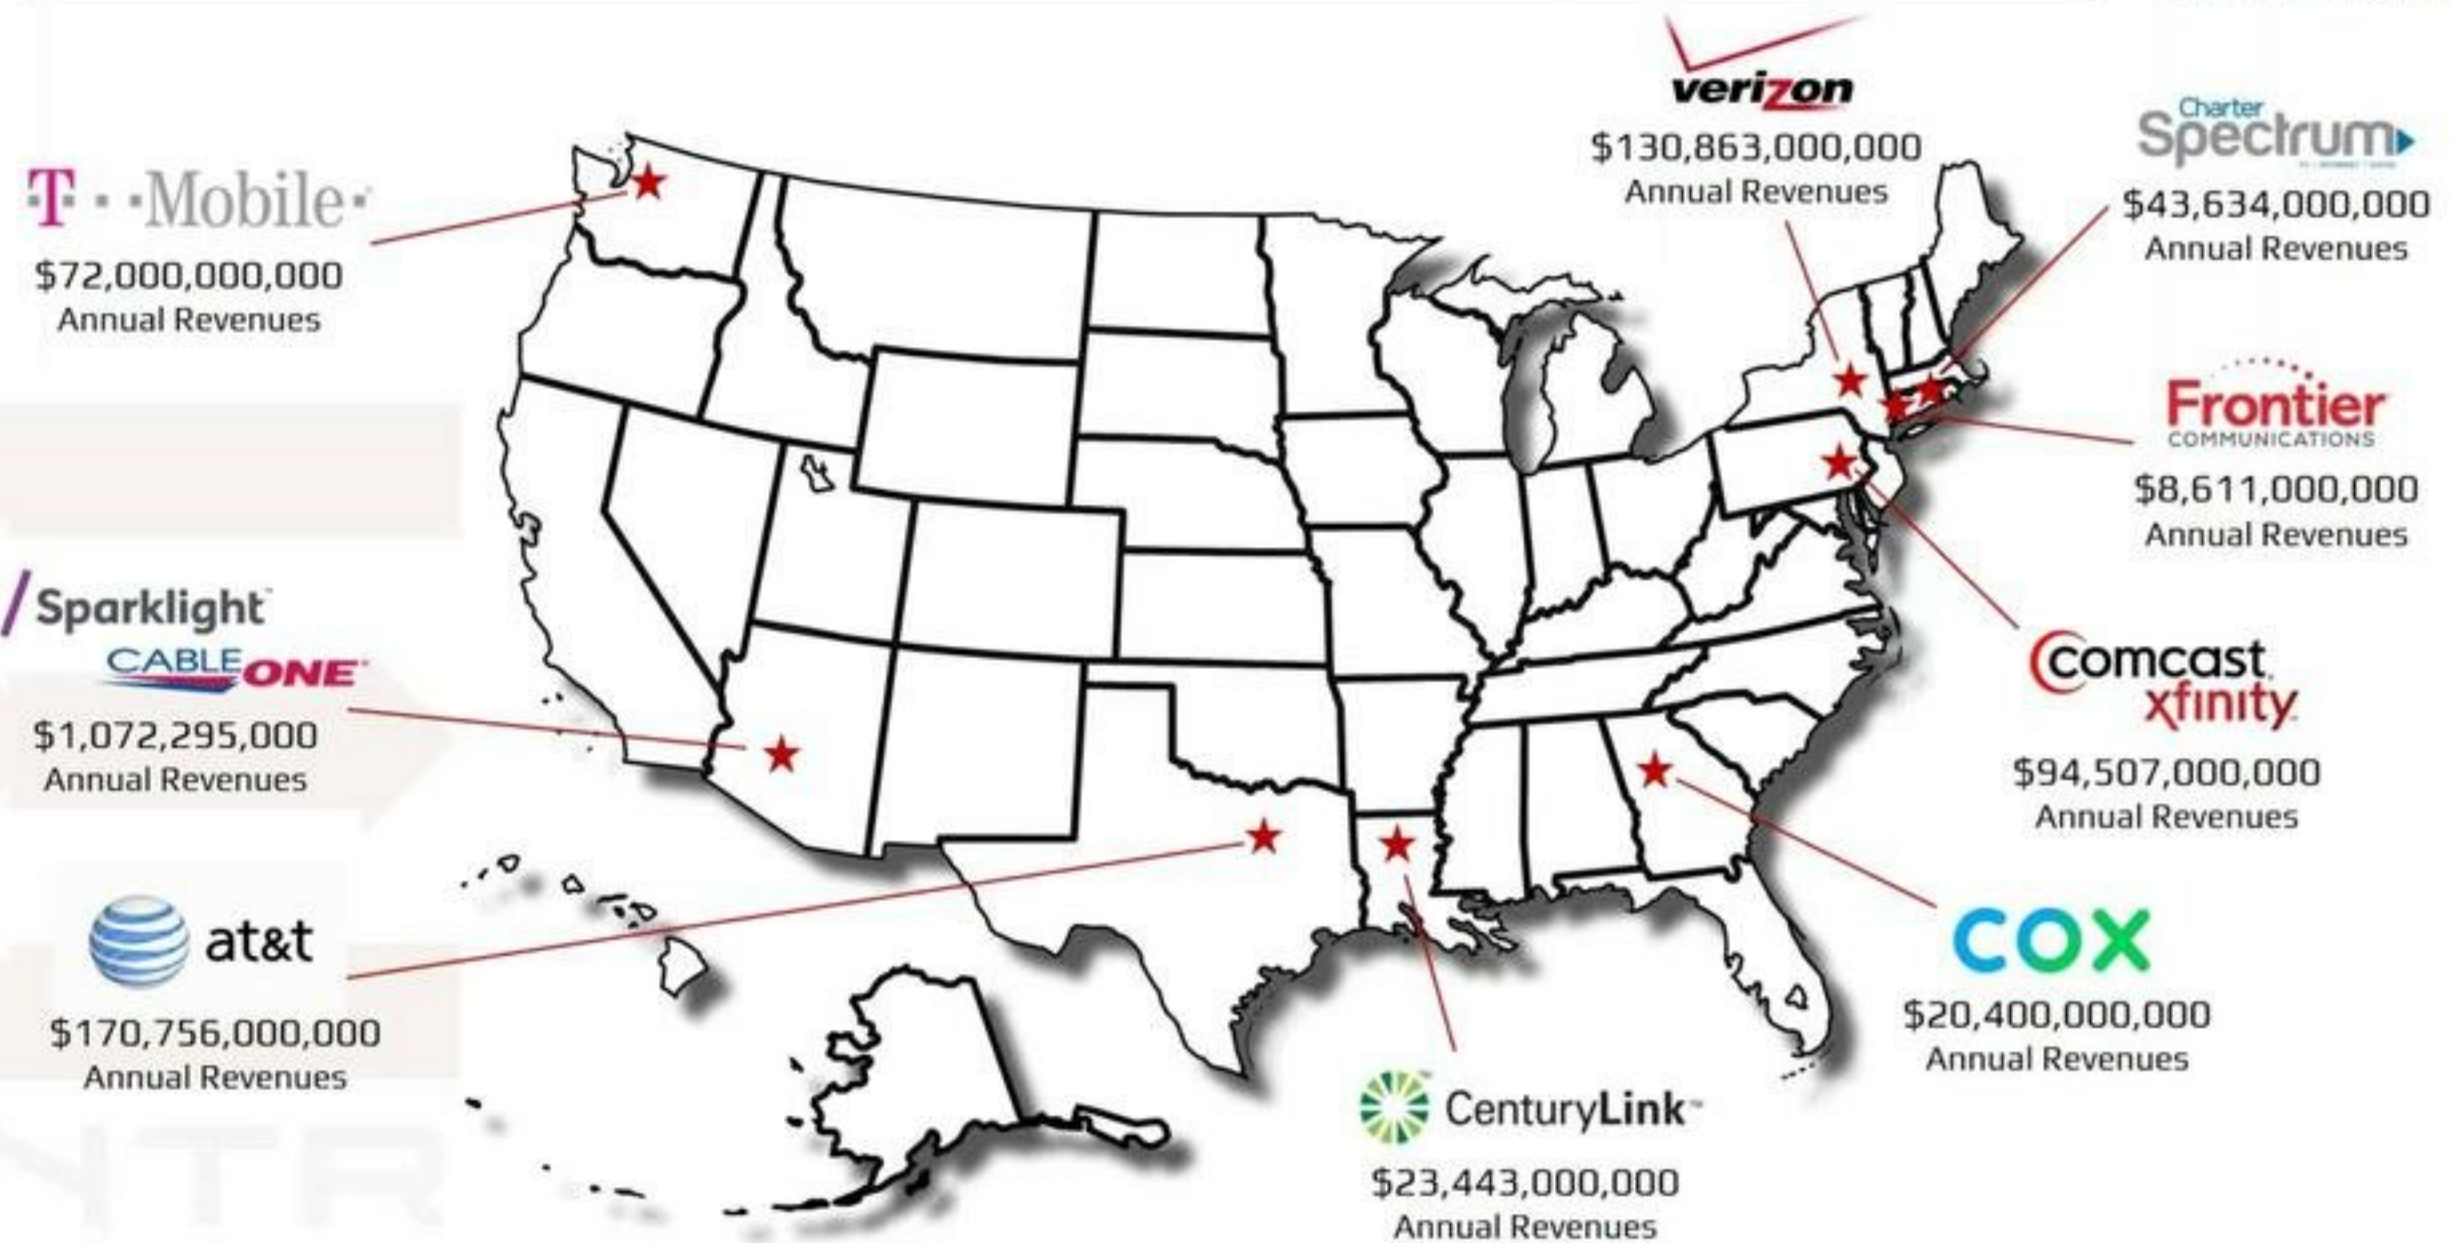 verizon
$130,863,000,000
Annual Revenues
Charter
Spectrum
$43,634,000,000
Annual Revenues
T Mobile
$72,000,000,000
Annual Revenues
Frontier
COMMUNICATIONS
$8,611,000,000
Annual Revenues
Sparklight
CABLE ONE
$1,072,295,000
Annual Revenues
comcast
xfinity
$94,507,000,000
Annual Revenues
at&t
$170,756,000,000
Annual Revenues
COX
$20,400,000,000
Annual Revenues
CenturyLink™
$23,443,000,000
Annual Revenues